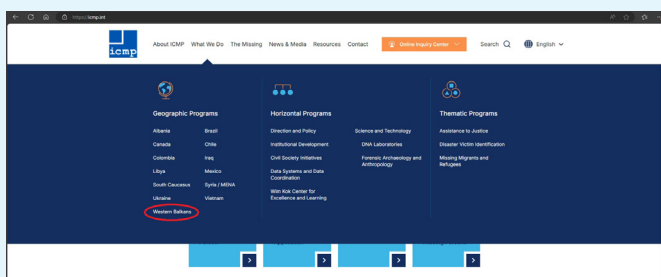 https://icmp.int
icmp
About ICMP What We Do The Missing News & Media Resources Contact Online Inquiry Center Search English
Geographic Programs
Albania Brazil
Canada Chile
Colombia Iraq
Libya Mexico
South Caucasus Syria / MENA
Ukraine Vietnam
Western Balkans
Horizontal Programs
Direction and Policy Science and Technology
Institutional Development DNA Laboratories
Civil Society Initiatives Forensic Archaeology and
Anthropology
Data Systems and Data
Coordination
Wim Kok Center for
Excellence and Learning
Thematic Programs
Assistance to Justice
Disaster Victim Identification
Missing Migrants and
Refugees